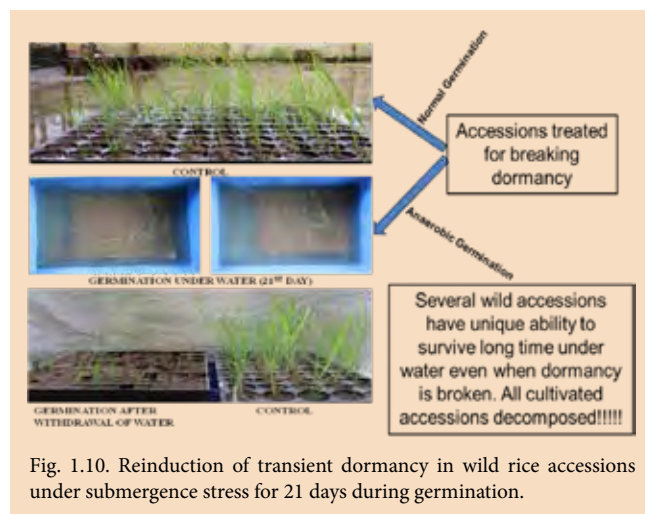 Normal Germination
Accessions treated
for breaking
dormancy
CONTROL
Anaerobic Germination
GERMINATION UNDER WATER (21ST DAY)
Several wild accessions
have unique ability to
survive long time under
water even when dormancy
is broken. All cultivated
accessions decomposed!!!!!
GERMINATION AFTER
WITHDRAWAL OF WATER
CONTROL
Fig. 1.10. Reinduction of transient dormancy in wild rice accessions
under submergence stress for 21 days during germination.